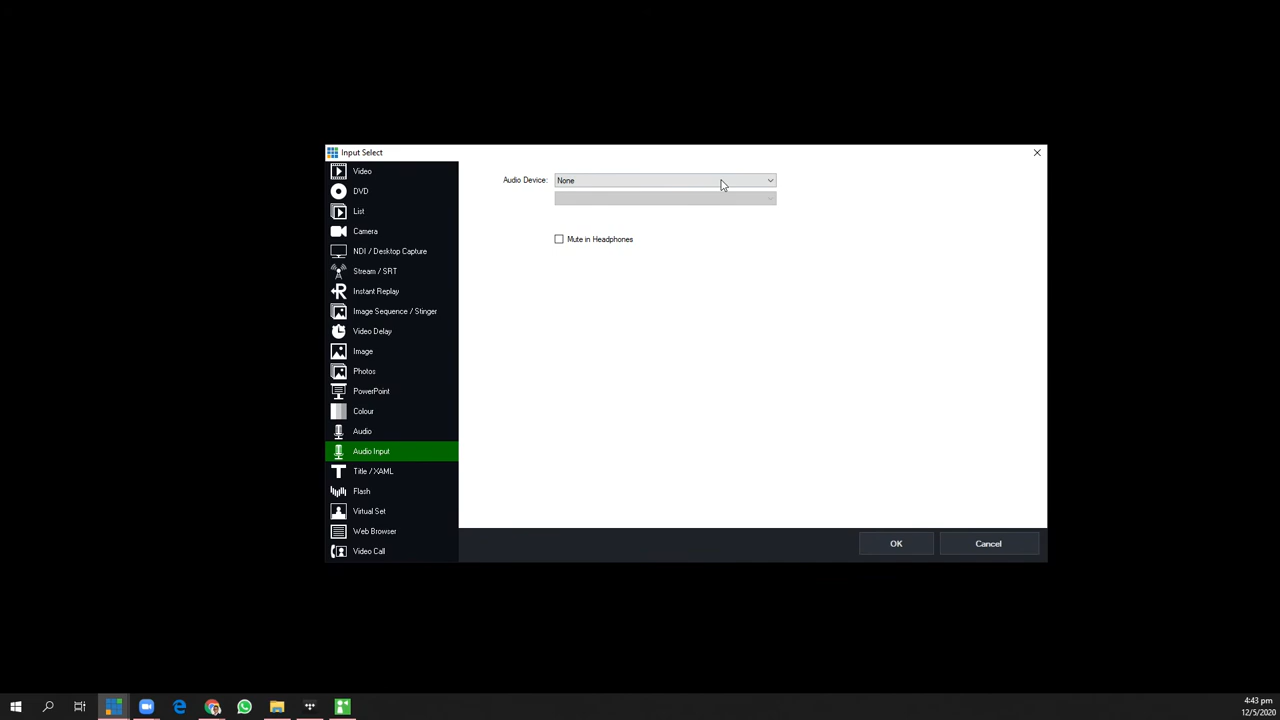 Input Select
Video
DVD
List
Camera
NDI / Desktop Capture
Stream / SRT
Instant Replay
Image Sequence / Stinger
Video Delay
Image
Photos
PowerPoint
Colour
Audio
Audio Input
Title / XAML
Flash
Virtual Set
Web Browser
Video Call
Audio Device: None
Mute in Headphones
OK Cancel
4:43 pm
12/5/2020